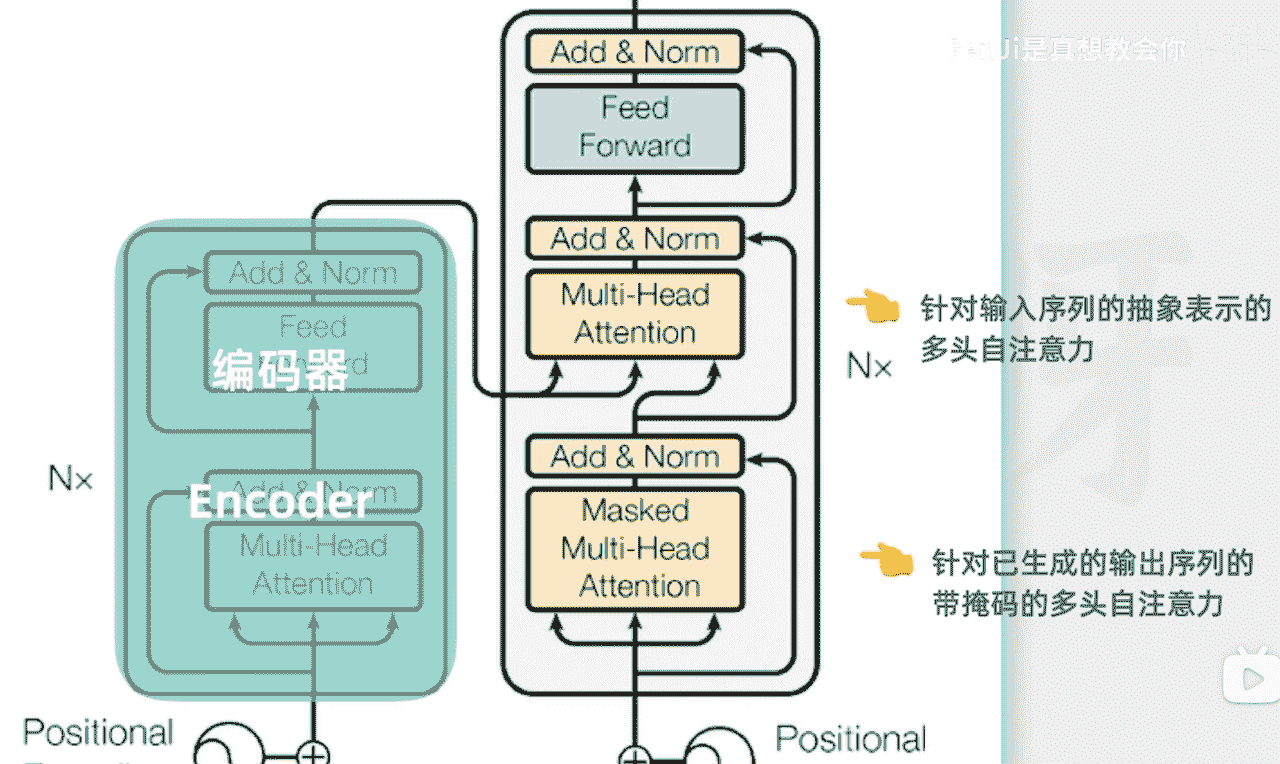 Add & Norm
Feed
Forward
Add & Norm
Multi-Head
Attention
Add & Norm
Masked
Multi-Head
Attention
Nx
Add & Norm
Feed
编码器
Add & Norm
Encoder
Multi-Head
Attention
Nx
针对输入序列的抽象表示的
多头自注意力
针对已生成的输出序列的
带掩码的多头自注意力
Positional
Positional
是真想教会你